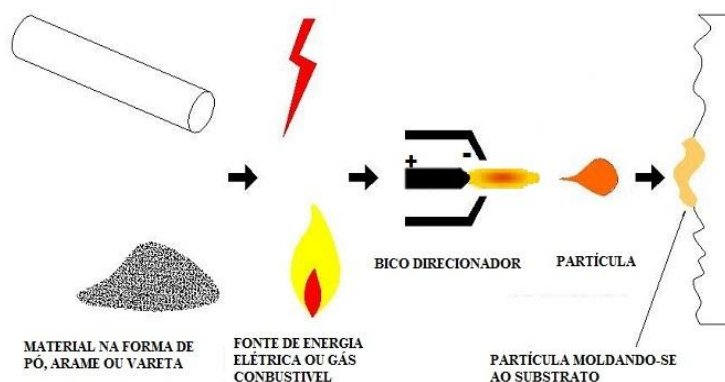 +
-
BICO DIRECIONADOR
PARTÍCULA
MATERIAL NA FORMA DE
PÓ, ARAME OU VARETA
FONTE DE ENERGIA
ELÉTRICA OU GÁS
CONBUSTIVEL
PARTÍCULA MOLDANDO-SE
AO SUBSTRATO